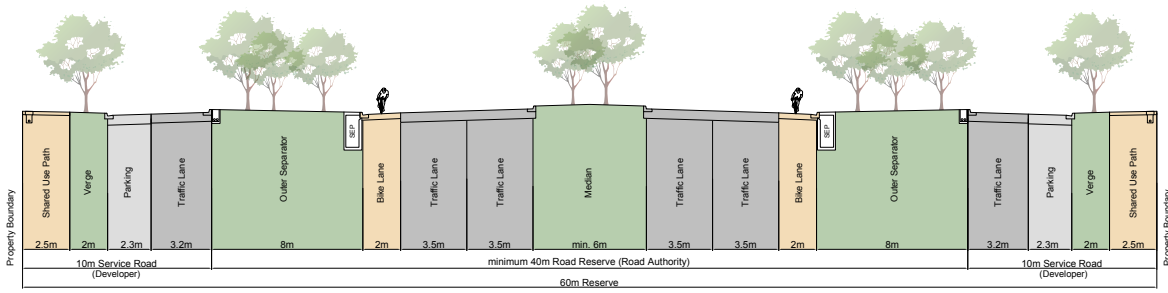 Property Boundary
Shared Use Path
2.5m
Verge
2m
Parking
2.3m
Traffic Lane
3.2m
Outer Separator
8m
SEP
Bike Lane
2m
Traffic Lane
3.5m
Traffic Lane
3.5m
Median
min. 6m
Traffic Lane
3.5m
Traffic Lane
3.5m
Bike Lane
2m
SEP
Outer Separator
8m
Traffic Lane
3.2m
Parking
2.3m
Verge
2m
Shared Use Path
2.5m
Property Boundary
10m Service Road
(Developer)
minimum 40m Road Reserve (Road Authority)
10m Service Road
(Developer)
60m Reserve